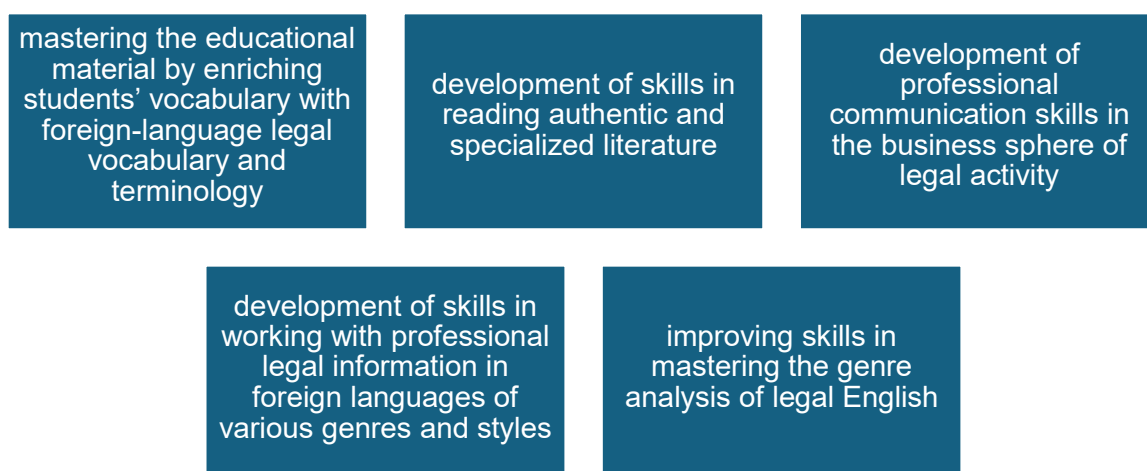 mastering the educational
material by enriching
students’ vocabulary with
foreign-language legal
vocabulary and
terminology
development of skills in
reading authentic and
specialized literature
development of
professional
communication skills in
the business sphere of
legal activity
development of skills in
working with professional
legal information in
foreign languages of
various genres and styles
improving skills in
mastering the genre
analysis of legal English